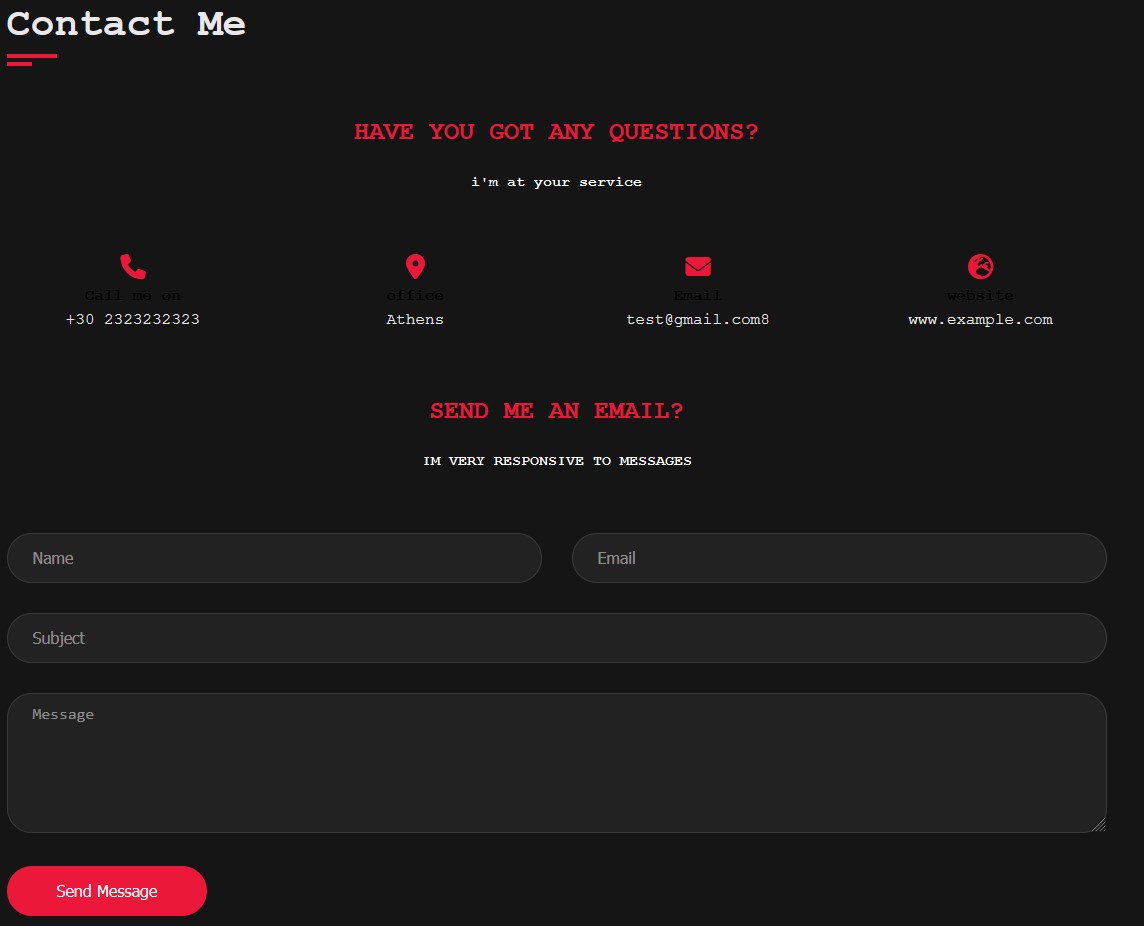 Contact Me
HAVE YOU GOT ANY QUESTIONS?
i'm at your service
Call me on
+30 2323232323
office
Athens
Email
test@gmail.com8
website
www.example.com
SEND ME AN EMAIL?
IM VERY RESPONSIVE TO MESSAGES
Name
Email
Subject
Message
Send Message